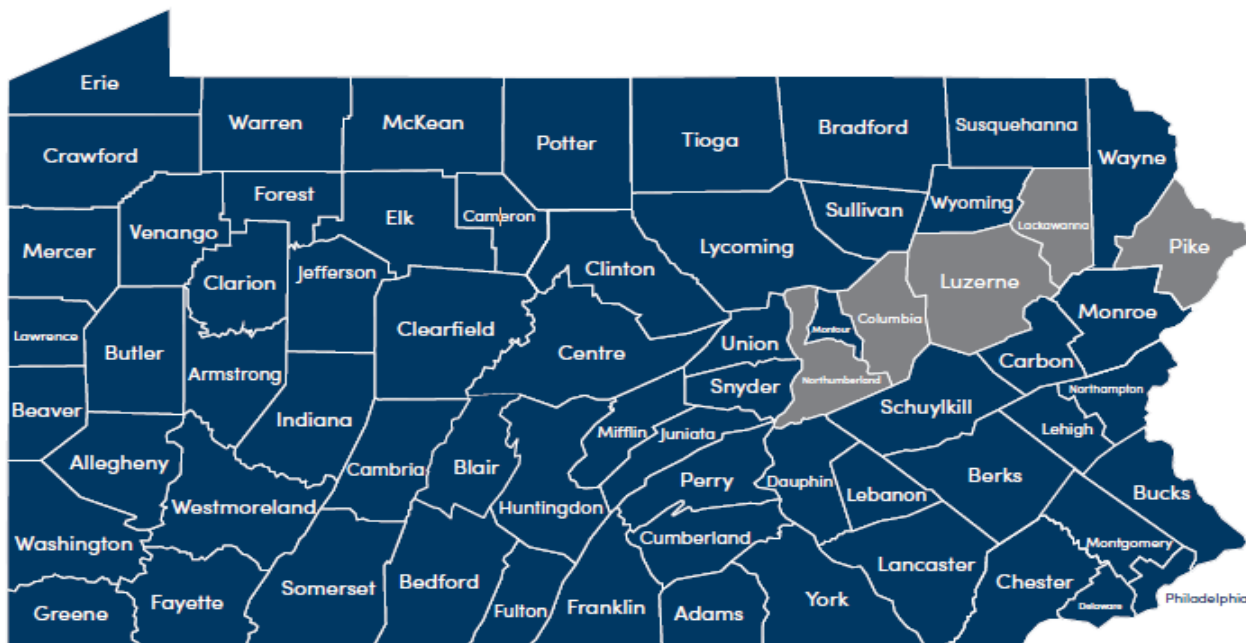 Erie
Warren
McKean
Potter
Tioga
Bradford
Susquehanna
Wayne
Crawford
Forest
Elk
Cameron
Sullivan
Wyoming
Lackawanna
Pike
Mercer
Venango
Clarion
Jefferson
Clinton
Lycoming
Luzerne
Columbia
Monroe
Lawrence
Butler
Clearfield
Centre
Union
Montour
Carbon
Armstrong
Snyder
Northumberland
Northampton
Beaver
Indiana
Mifflin
Juniata
Schuylkill
Lehigh
Allegheny
Cambria
Blair
Perry
Dauphin
Lebanon
Berks
Bucks
Westmoreland
Huntingdon
Washington
Cumberland
Montgomery
Greene
Fayette
Somerset
Bedford
Fulton
Franklin
Adams
York
Lancaster
Chester
Delaware
Philadelphia